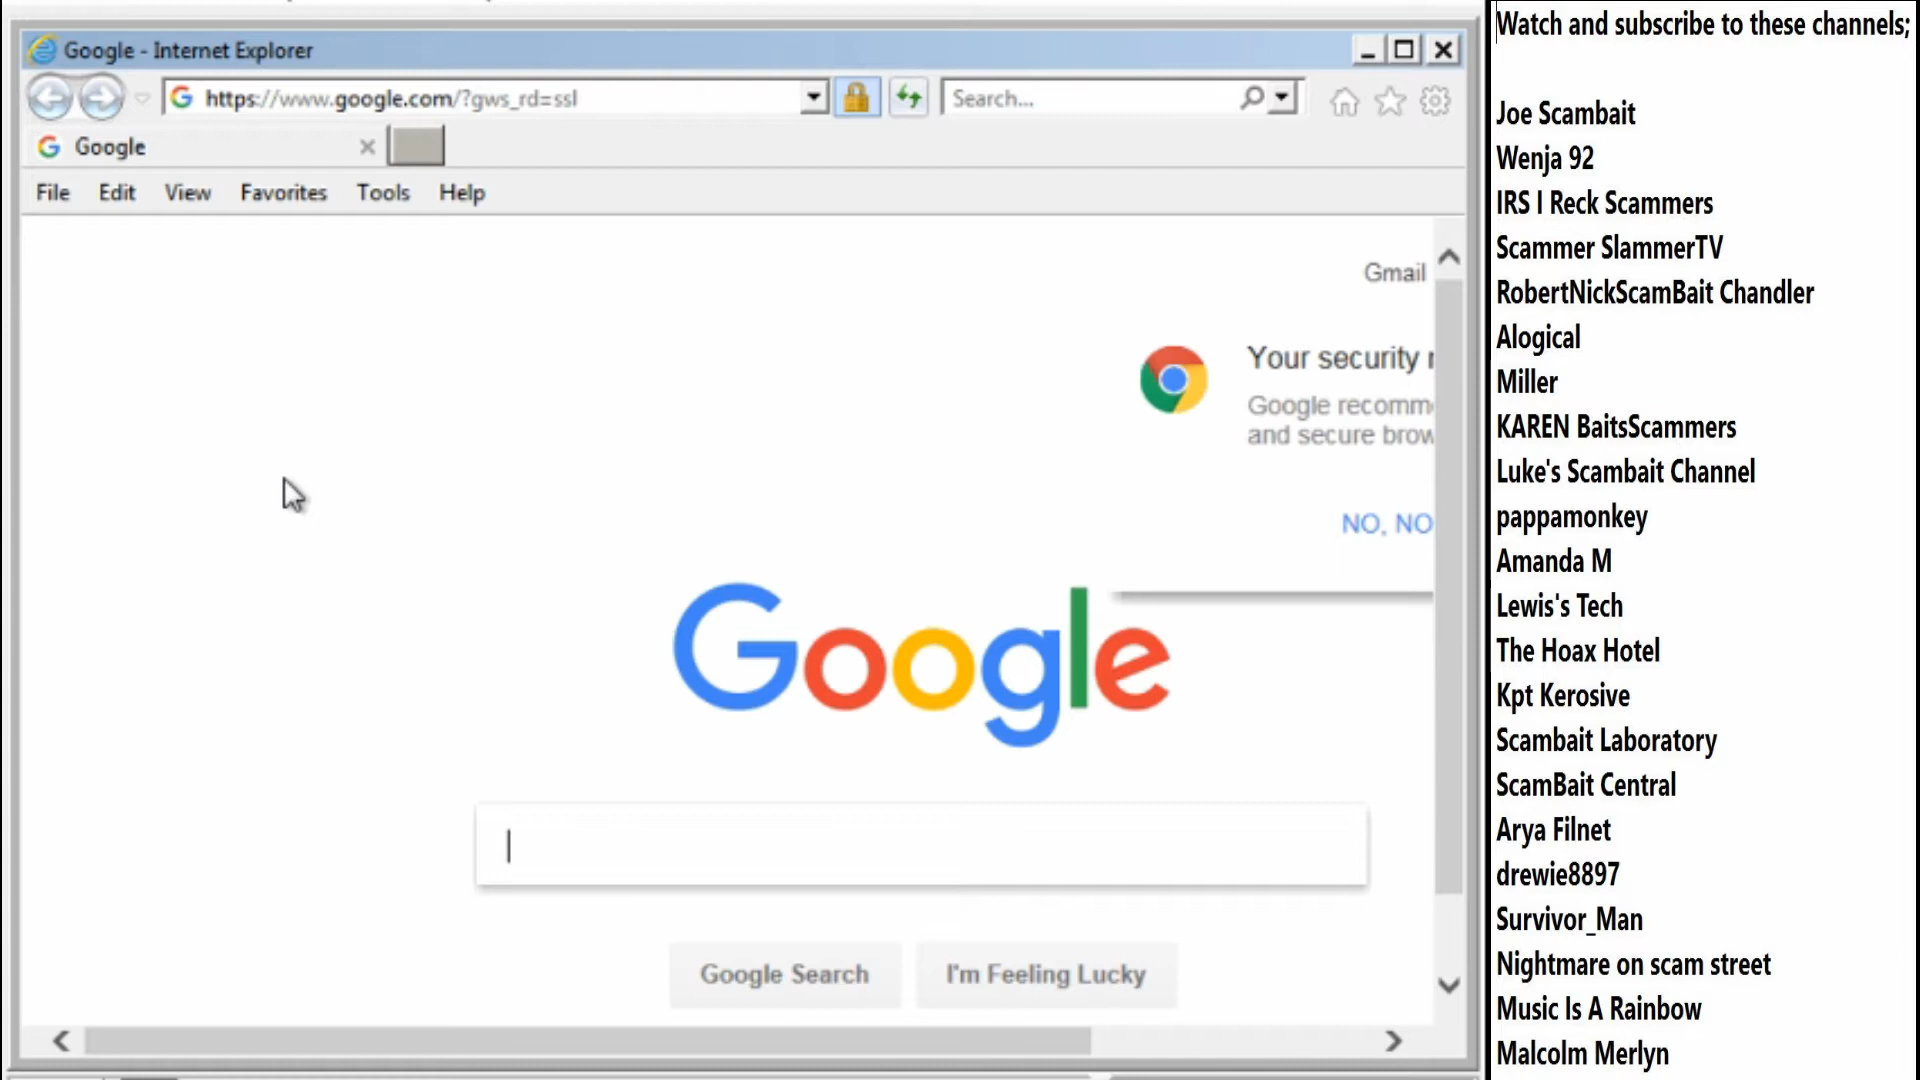 Google - Internet Explorer
https://www.google.com/?gws_rd=ssl
Search...
Google
File Edit View Favorites Tools Help
Gmail
Your security
Google recomm
and secure brow
NO, NO
Google
Google Search
I'm Feeling Lucky
Watch and subscribe to these channels;
Joe Scambait
Wenja 92
IRS I Reck Scammers
Scammer SlammerTV
RobertNickScamBait Chandler
Alogical
Miller
KAREN BaitsScammers
Luke's Scambait Channel
pappamonkey
Amanda M
Lewis's Tech
The Hoax Hotel
Kpt Kerosive
Scambait Laboratory
ScamBait Central
Arya Filnet
drewie8897
Survivor_Man
Nightmare on scam street
Music Is A Rainbow
Malcolm Merlyn